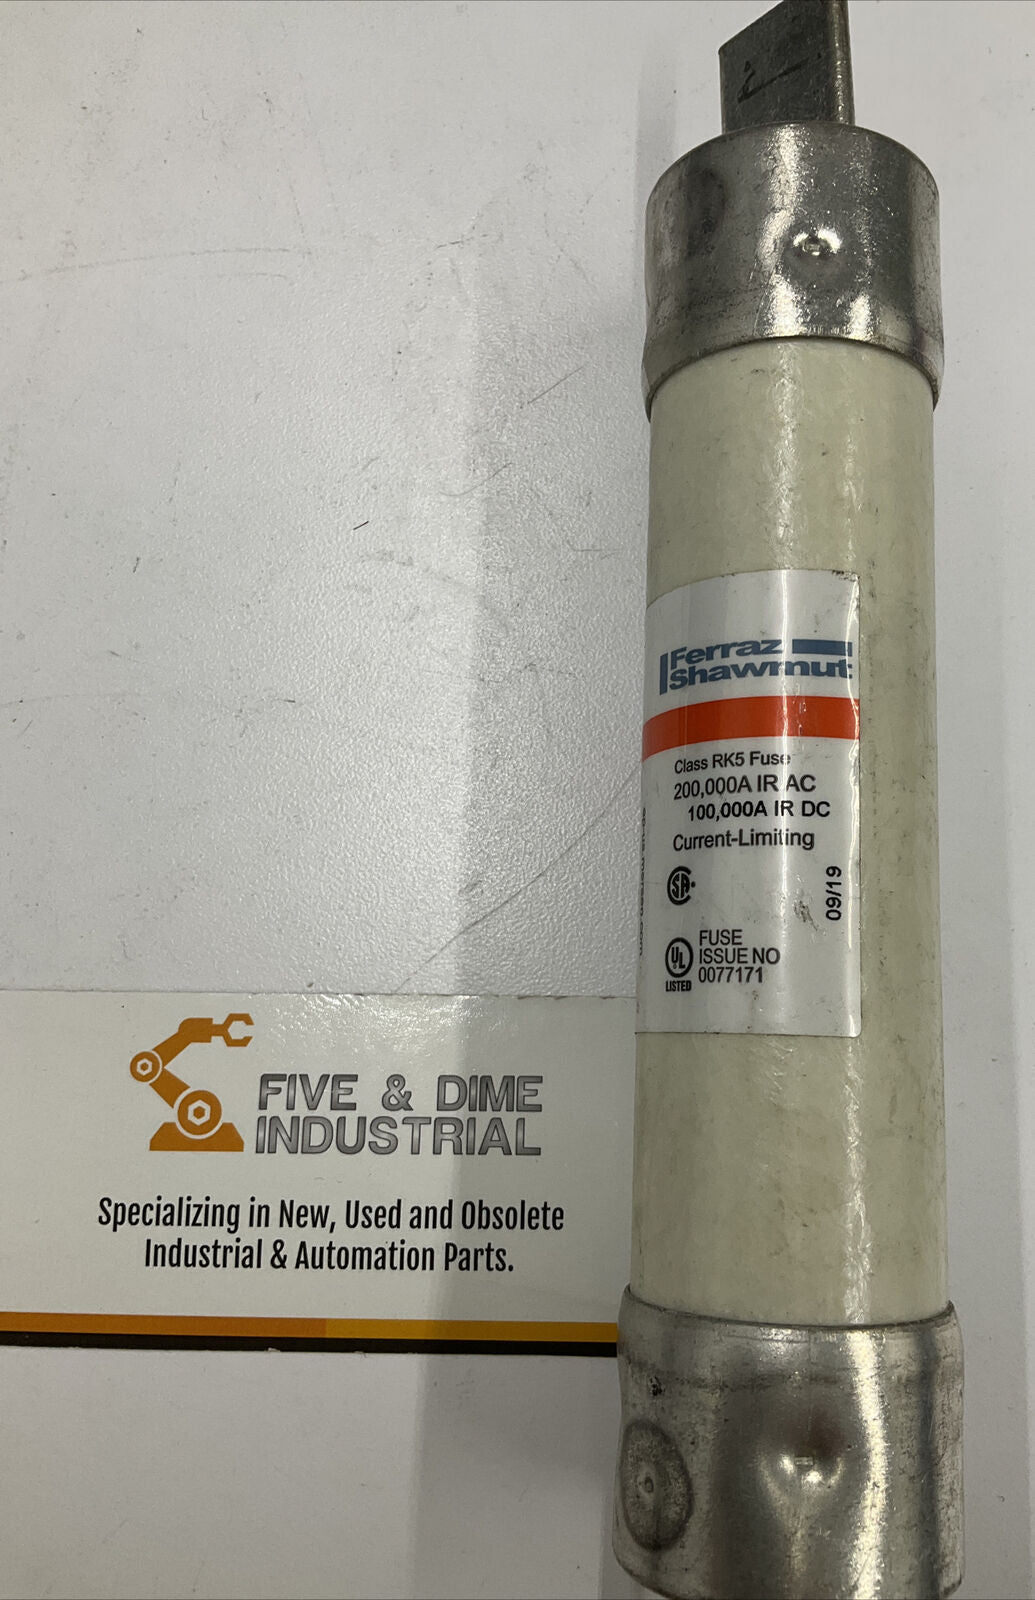 Ferraz
Shawmut
Class RK5 Fuse
200,000A IR AC
100,000A IR DC
Current-Limiting
09/19
FUSE
ISSUE NO
0077171
UL
LISTED
FIVE & DIME
INDUSTRIAL
Specializing in New, Used and Obsolete
Industrial & Automation Parts.